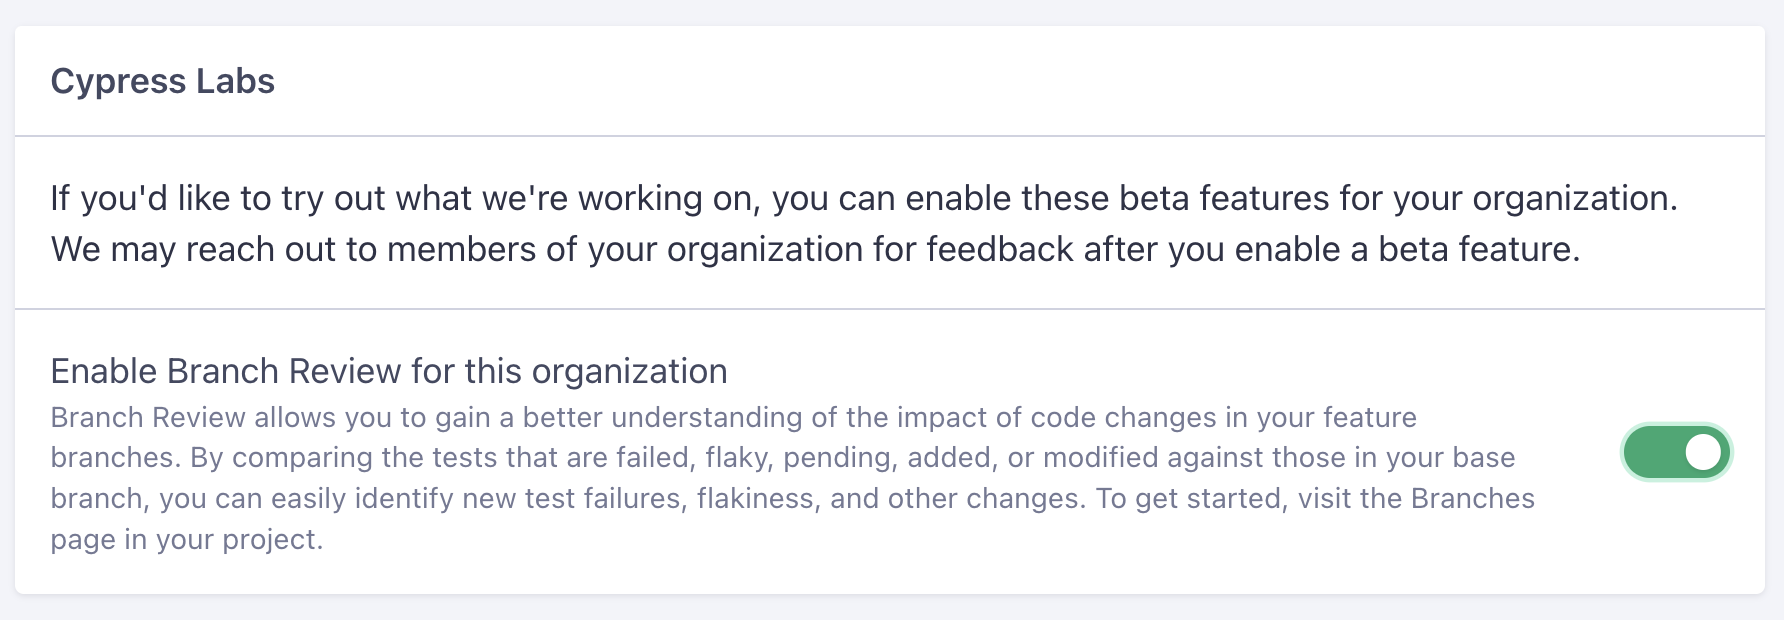 Cypress Labs
If you'd like to try out what we're working on, you can enable these beta features for your organization.
We may reach out to members of your organization for feedback after you enable a beta feature.
Enable Branch Review for this organization
Branch Review allows you to gain a better understanding of the impact of code changes in your feature
branches. By comparing the tests that are failed, flaky, pending, added, or modified against those in your base
branch, you can easily identify new test failures, flakiness, and other changes. To get started, visit the Branches
page in your project.